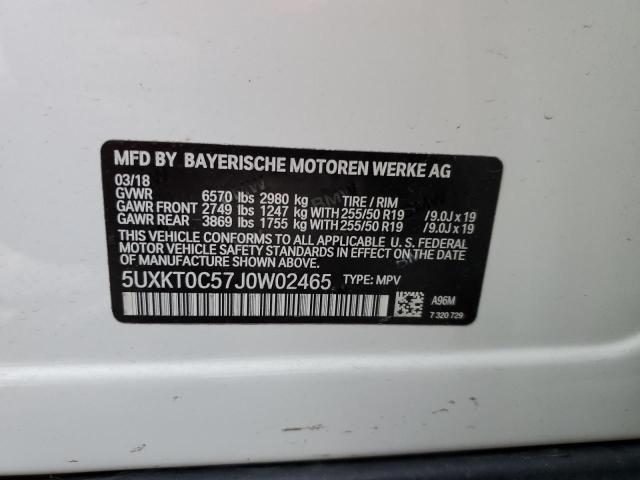 MFD BY BAYERISCHE MOTOREN WERKE AG
03/18
GVWR 6570 lbs 2980 kg TIRE / RIM
GAWR FRONT 2749 lbs 1247 kg WITH 255/50 R19 /9.0J x 19
GAWR REAR 3869 lbs 1755 kg WITH 255/50 R19 /9.0J x 19
THIS VEHICLE CONFORMS TO ALL APPLICABLE U. S. FEDERAL
MOTOR VEHICLE SAFETY STANDARDS IN EFFECT ON THE DATE
OF MANUFACTURE SHOWN ABOVE.
5UXKT0C57J0W02465 TYPE: MPV
A96M
7 320 729